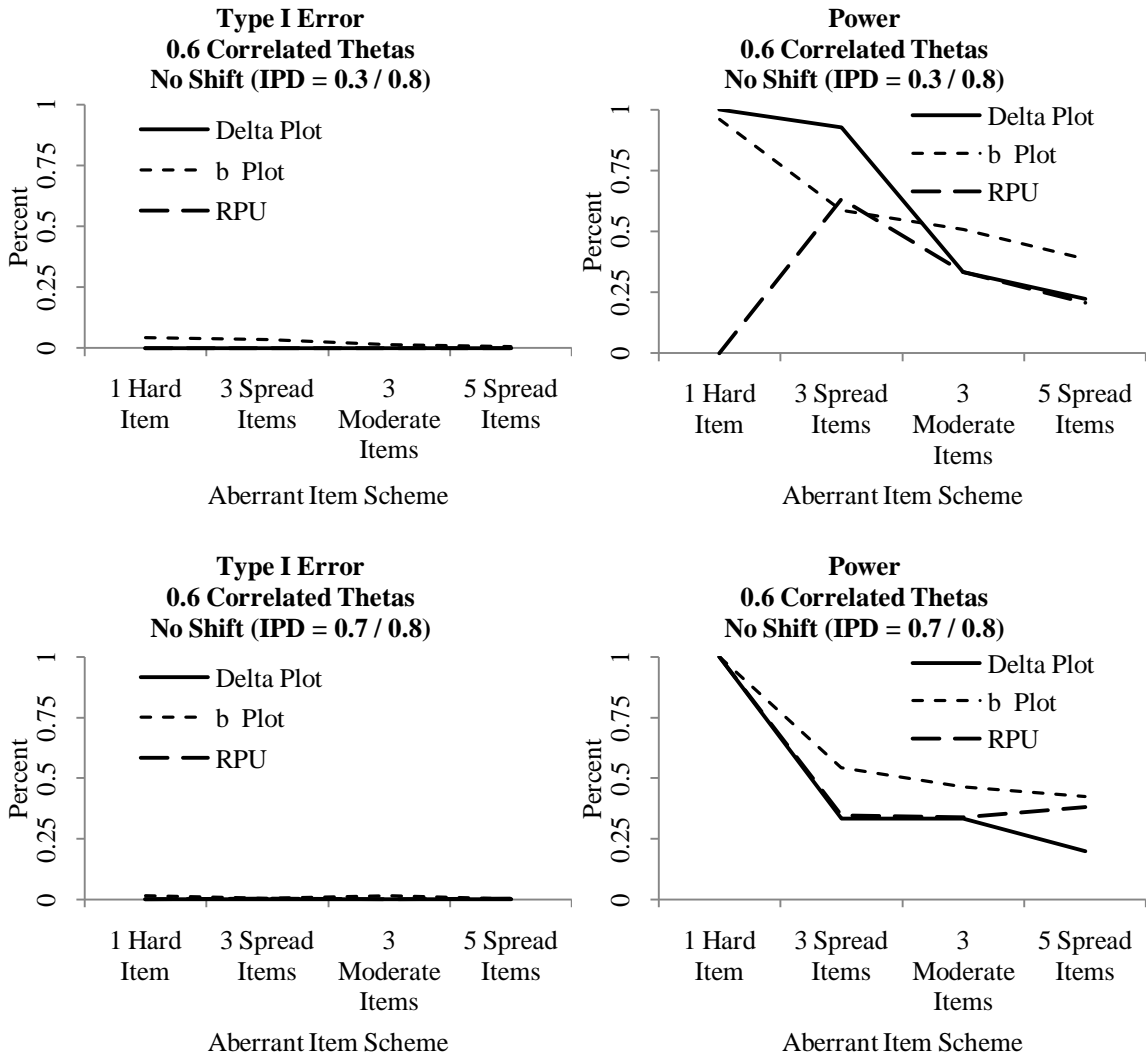 Type I Error
0.6 Correlated Thetas
No Shift (IPD = 0.3 / 0.8)
Percent
1
0.75
0.5
0.25
0
Delta Plot
b Plot
RPU
1 Hard Item
3 Spread Items
3 Moderate Items
5 Spread Items
Aberrant Item Scheme
Power
0.6 Correlated Thetas
No Shift (IPD = 0.3 / 0.8)
Percent
1
0.75
0.5
0.25
0
Delta Plot
b Plot
RPU
1 Hard Item
3 Spread Items
3 Moderate Items
5 Spread Items
Aberrant Item Scheme
Type I Error
0.6 Correlated Thetas
No Shift (IPD = 0.7 / 0.8)
Percent
1
0.75
0.5
0.25
0
Delta Plot
b Plot
RPU
1 Hard Item
3 Spread Items
3 Moderate Items
5 Spread Items
Aberrant Item Scheme
Power
0.6 Correlated Thetas
No Shift (IPD = 0.7 / 0.8)
Percent
1
0.75
0.5
0.25
0
Delta Plot
b Plot
RPU
1 Hard Item
3 Spread Items
3 Moderate Items
5 Spread Items
Aberrant Item Scheme